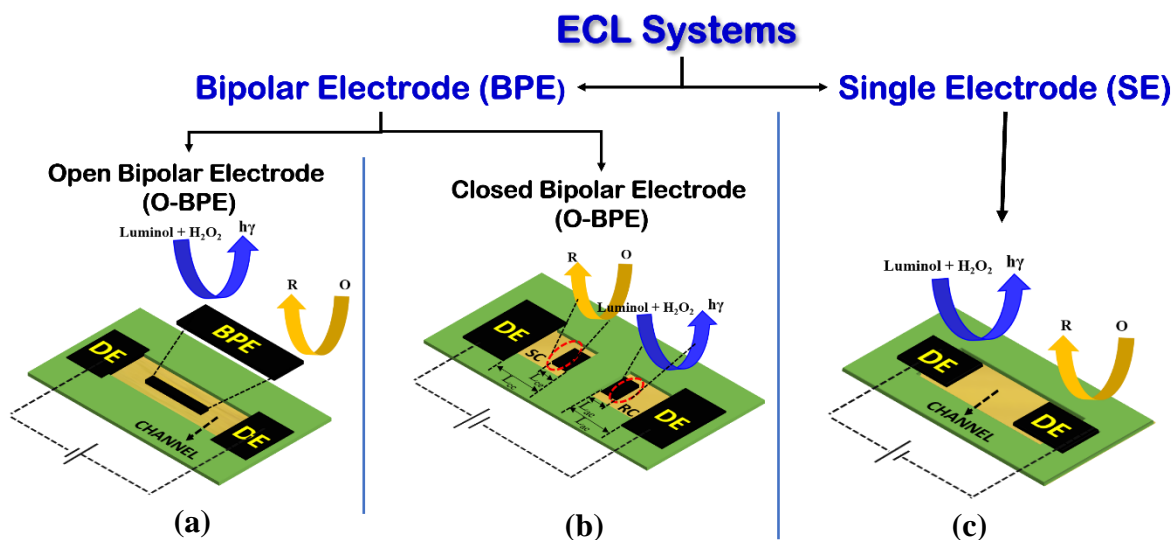 ECL Systems
Bipolar Electrode (BPE)
Single Electrode (SE)
Open Bipolar Electrode
(O-BPE)
Luminol + H₂O₂
hγ
R
O
BPE
DE
DE
CHANNEL
(a)
Closed Bipolar Electrode
(O-BPE)
R
O
Luminol + H₂O₂
hγ
DE
SC
RC
DE
(b)
Luminol + H₂O₂
hγ
R
O
DE
DE
CHANNEL
(c)